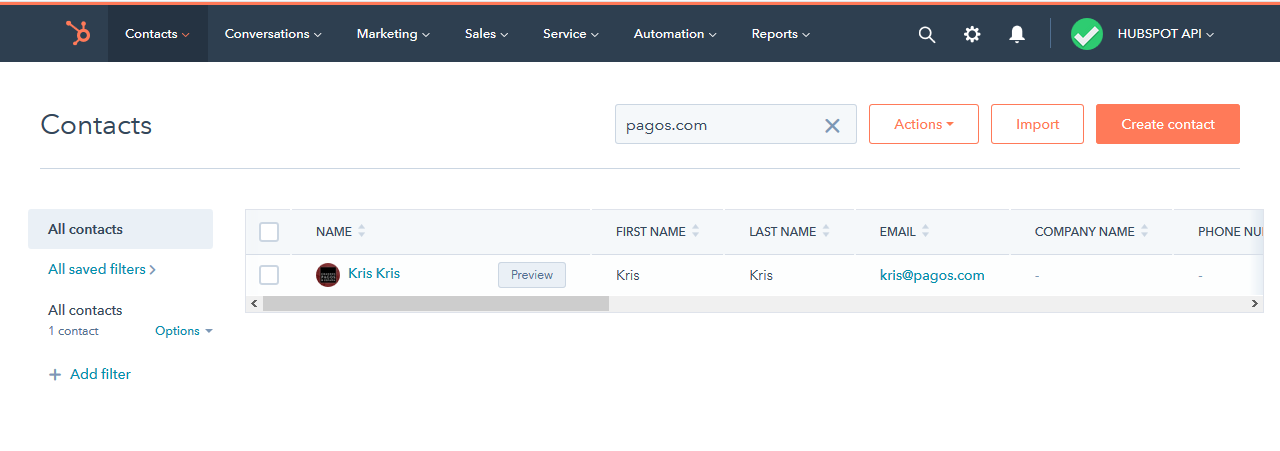 Contacts Conversations Marketing Sales Service Automation Reports HUBSPOT API
Contacts pagos.com Actions Import Create contact
All contacts
All saved filters
All contacts
1 contact Options
Add filter
NAME FIRST NAME LAST NAME EMAIL COMPANY NAME PHONE NU
Kris Kris Preview Kris Kris kris@pagos.com - -